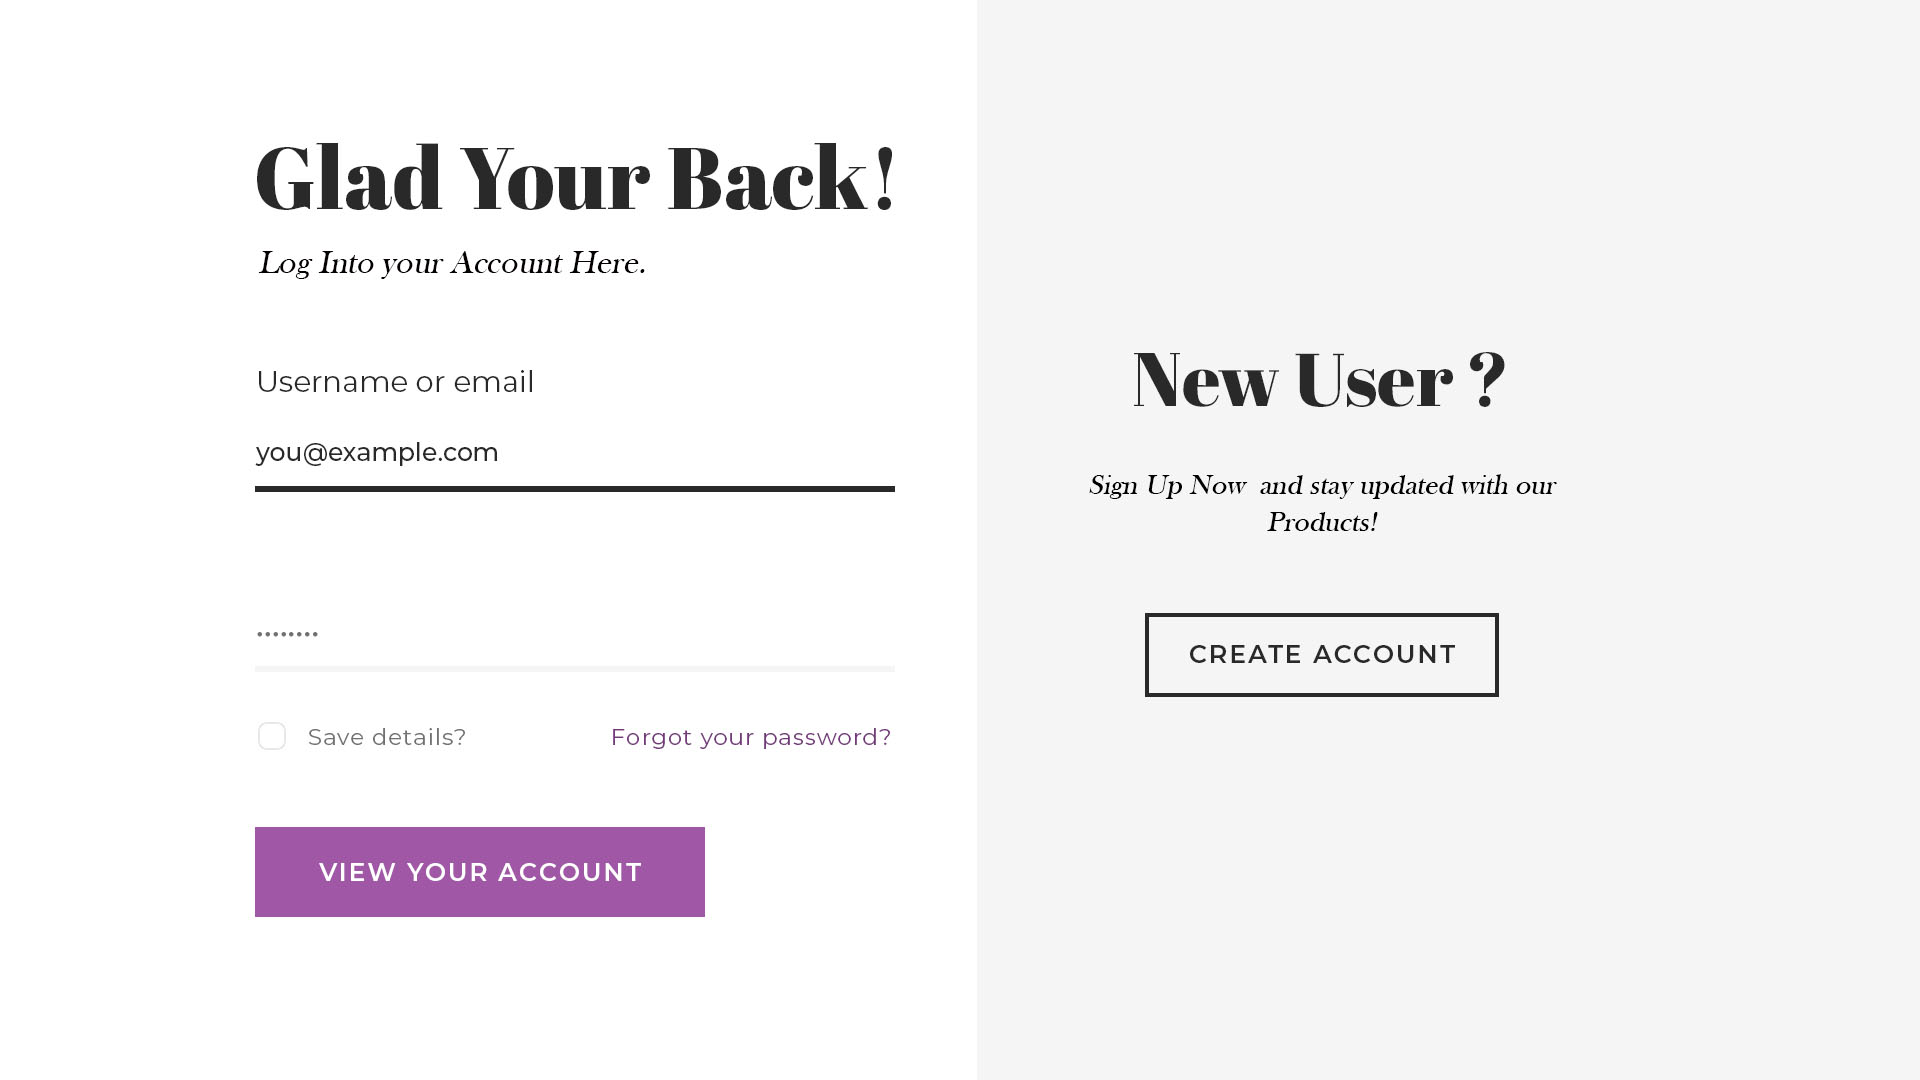 Glad Your Back!
Log Into your Account Here.
Username or email
you@example.com
••••••••
Save details?
Forgot your password?
VIEW YOUR ACCOUNT
New User ?
Sign Up Now  and stay updated with our
Products!
CREATE ACCOUNT